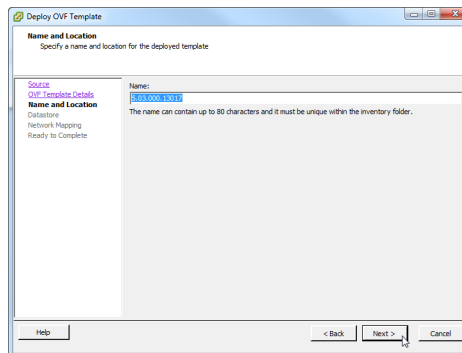 Deploy OVF Template
Name and Location
Specify a name and location for the deployed template
Source
OVF Template Details
Name and Location
Datastore
Network Mapping
Ready to Complete
Name:
5.03.000.13017
The name can contain up to 80 characters and it must be unique within the inventory folder.
Help
< Back
Next >
Cancel